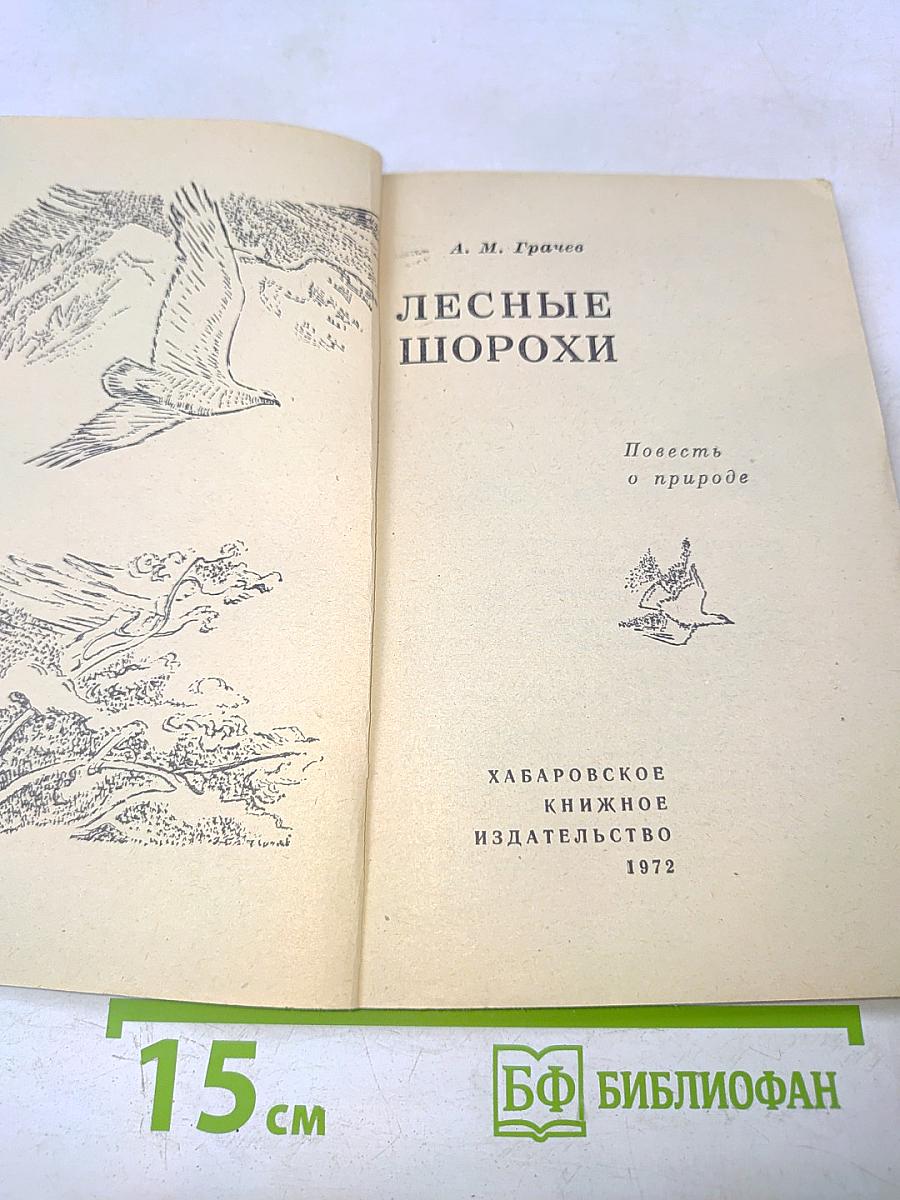 А. М. Грачев
ЛЕСНЫЕ
ШОРОХИ
Повесть
о природе
ХАБАРОВСКОЕ
КНИЖНОЕ
ИЗДАТЕЛЬСТВО
1972
15 см
БФ БИБЛИОФАН